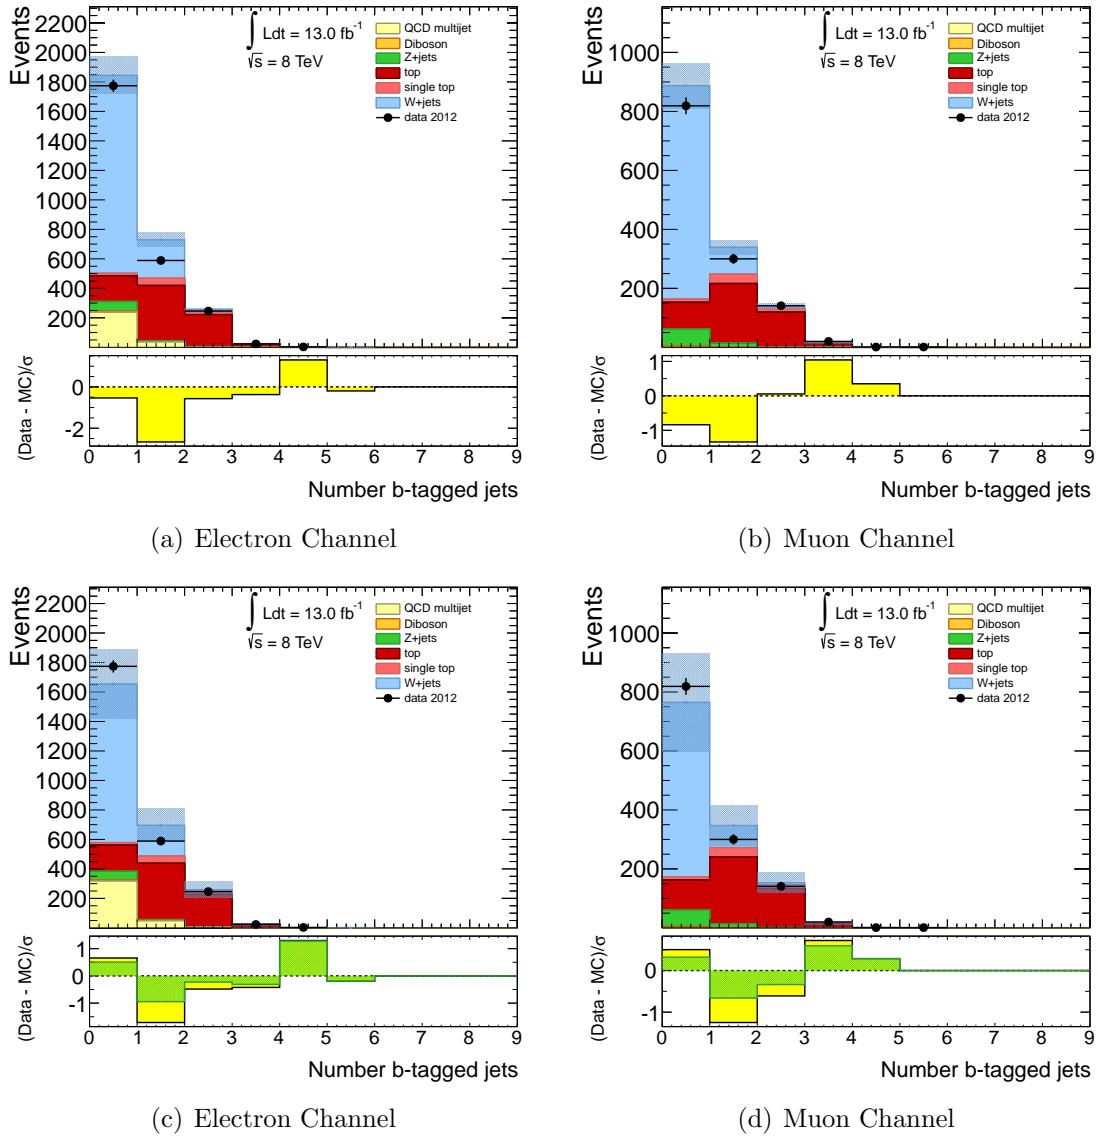 Events
2200
2000
1800
1600
1400
1200
1000
800
600
400
200
∫ Ldt = 13.0 fb⁻¹
√s = 8 TeV
QCD multijet
Diboson
Z+jets
top
single top
W+jets
data 2012
(Data - MC)/σ
0
-2
0 1 2 3 4 5 6 7 8 9
Number b-tagged jets
(a) Electron Channel
Events
1000
800
600
400
200
∫ Ldt = 13.0 fb⁻¹
√s = 8 TeV
QCD multijet
Diboson
Z+jets
top
single top
W+jets
data 2012
(Data - MC)/σ
1
0
-1
0 1 2 3 4 5 6 7 8 9
Number b-tagged jets
(b) Muon Channel
Events
2200
2000
1800
1600
1400
1200
1000
800
600
400
200
∫ Ldt = 13.0 fb⁻¹
√s = 8 TeV
QCD multijet
Diboson
Z+jets
top
single top
W+jets
data 2012
(Data - MC)/σ
1
0
-1
0 1 2 3 4 5 6 7 8 9
Number b-tagged jets
(c) Electron Channel
Events
1000
800
600
400
200
∫ Ldt = 13.0 fb⁻¹
√s = 8 TeV
QCD multijet
Diboson
Z+jets
top
single top
W+jets
data 2012
(Data - MC)/σ
1
0
-1
0 1 2 3 4 5 6 7 8 9
Number b-tagged jets
(d) Muon Channel